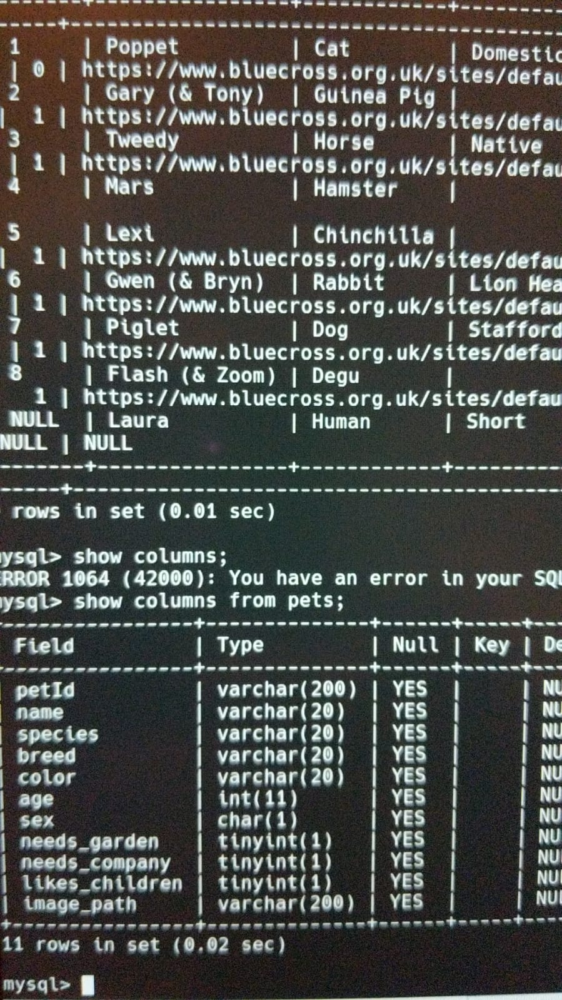 1 | Poppet | Cat | Domestic
| 0 | https://www.bluecross.org.uk/sites/defau
2 | Gary (& Tony) | Guinea Pig |
| 1 | https://www.bluecross.org.uk/sites/defau
3 | Tweedy | Horse | Native
| 1 | https://www.bluecross.org.uk/sites/defau
4 | Mars | Hamster |
5 | Lexi | Chinchilla |
| 1 | https://www.bluecross.org.uk/sites/defau
6 | Gwen (& Bryn) | Rabbit | Lion Hea
| 1 | https://www.bluecross.org.uk/sites/defau
7 | Piglet | Dog | Stafford
| 1 | https://www.bluecross.org.uk/sites/defau
8 | Flash (& Zoom) | Degu |
1 | https://www.bluecross.org.uk/sites/defau
NULL | Laura | Human | Short
NULL | NULL
rows in set (0.01 sec)
mysql> show columns;
ERROR 1064 (42000): You have an error in your SQL
mysql> show columns from pets;
Field | Type | Null | Key | De
petId | varchar(200) | YES | | NU
name | varchar(20) | YES | | NU
species | varchar(20) | YES | | NU
breed | varchar(20) | YES | | NU
color | varchar(20) | YES | | NU
age | int(11) | YES | | NU
sex | char(1) | YES | | NU
needs_garden | tinyint(1) | YES | | NU
needs_company | tinyint(1) | YES | | NU
likes_children | tinyint(1) | YES | | NUL
image_path | varchar(200) | YES | | NUL
11 rows in set (0.02 sec)
mysql>